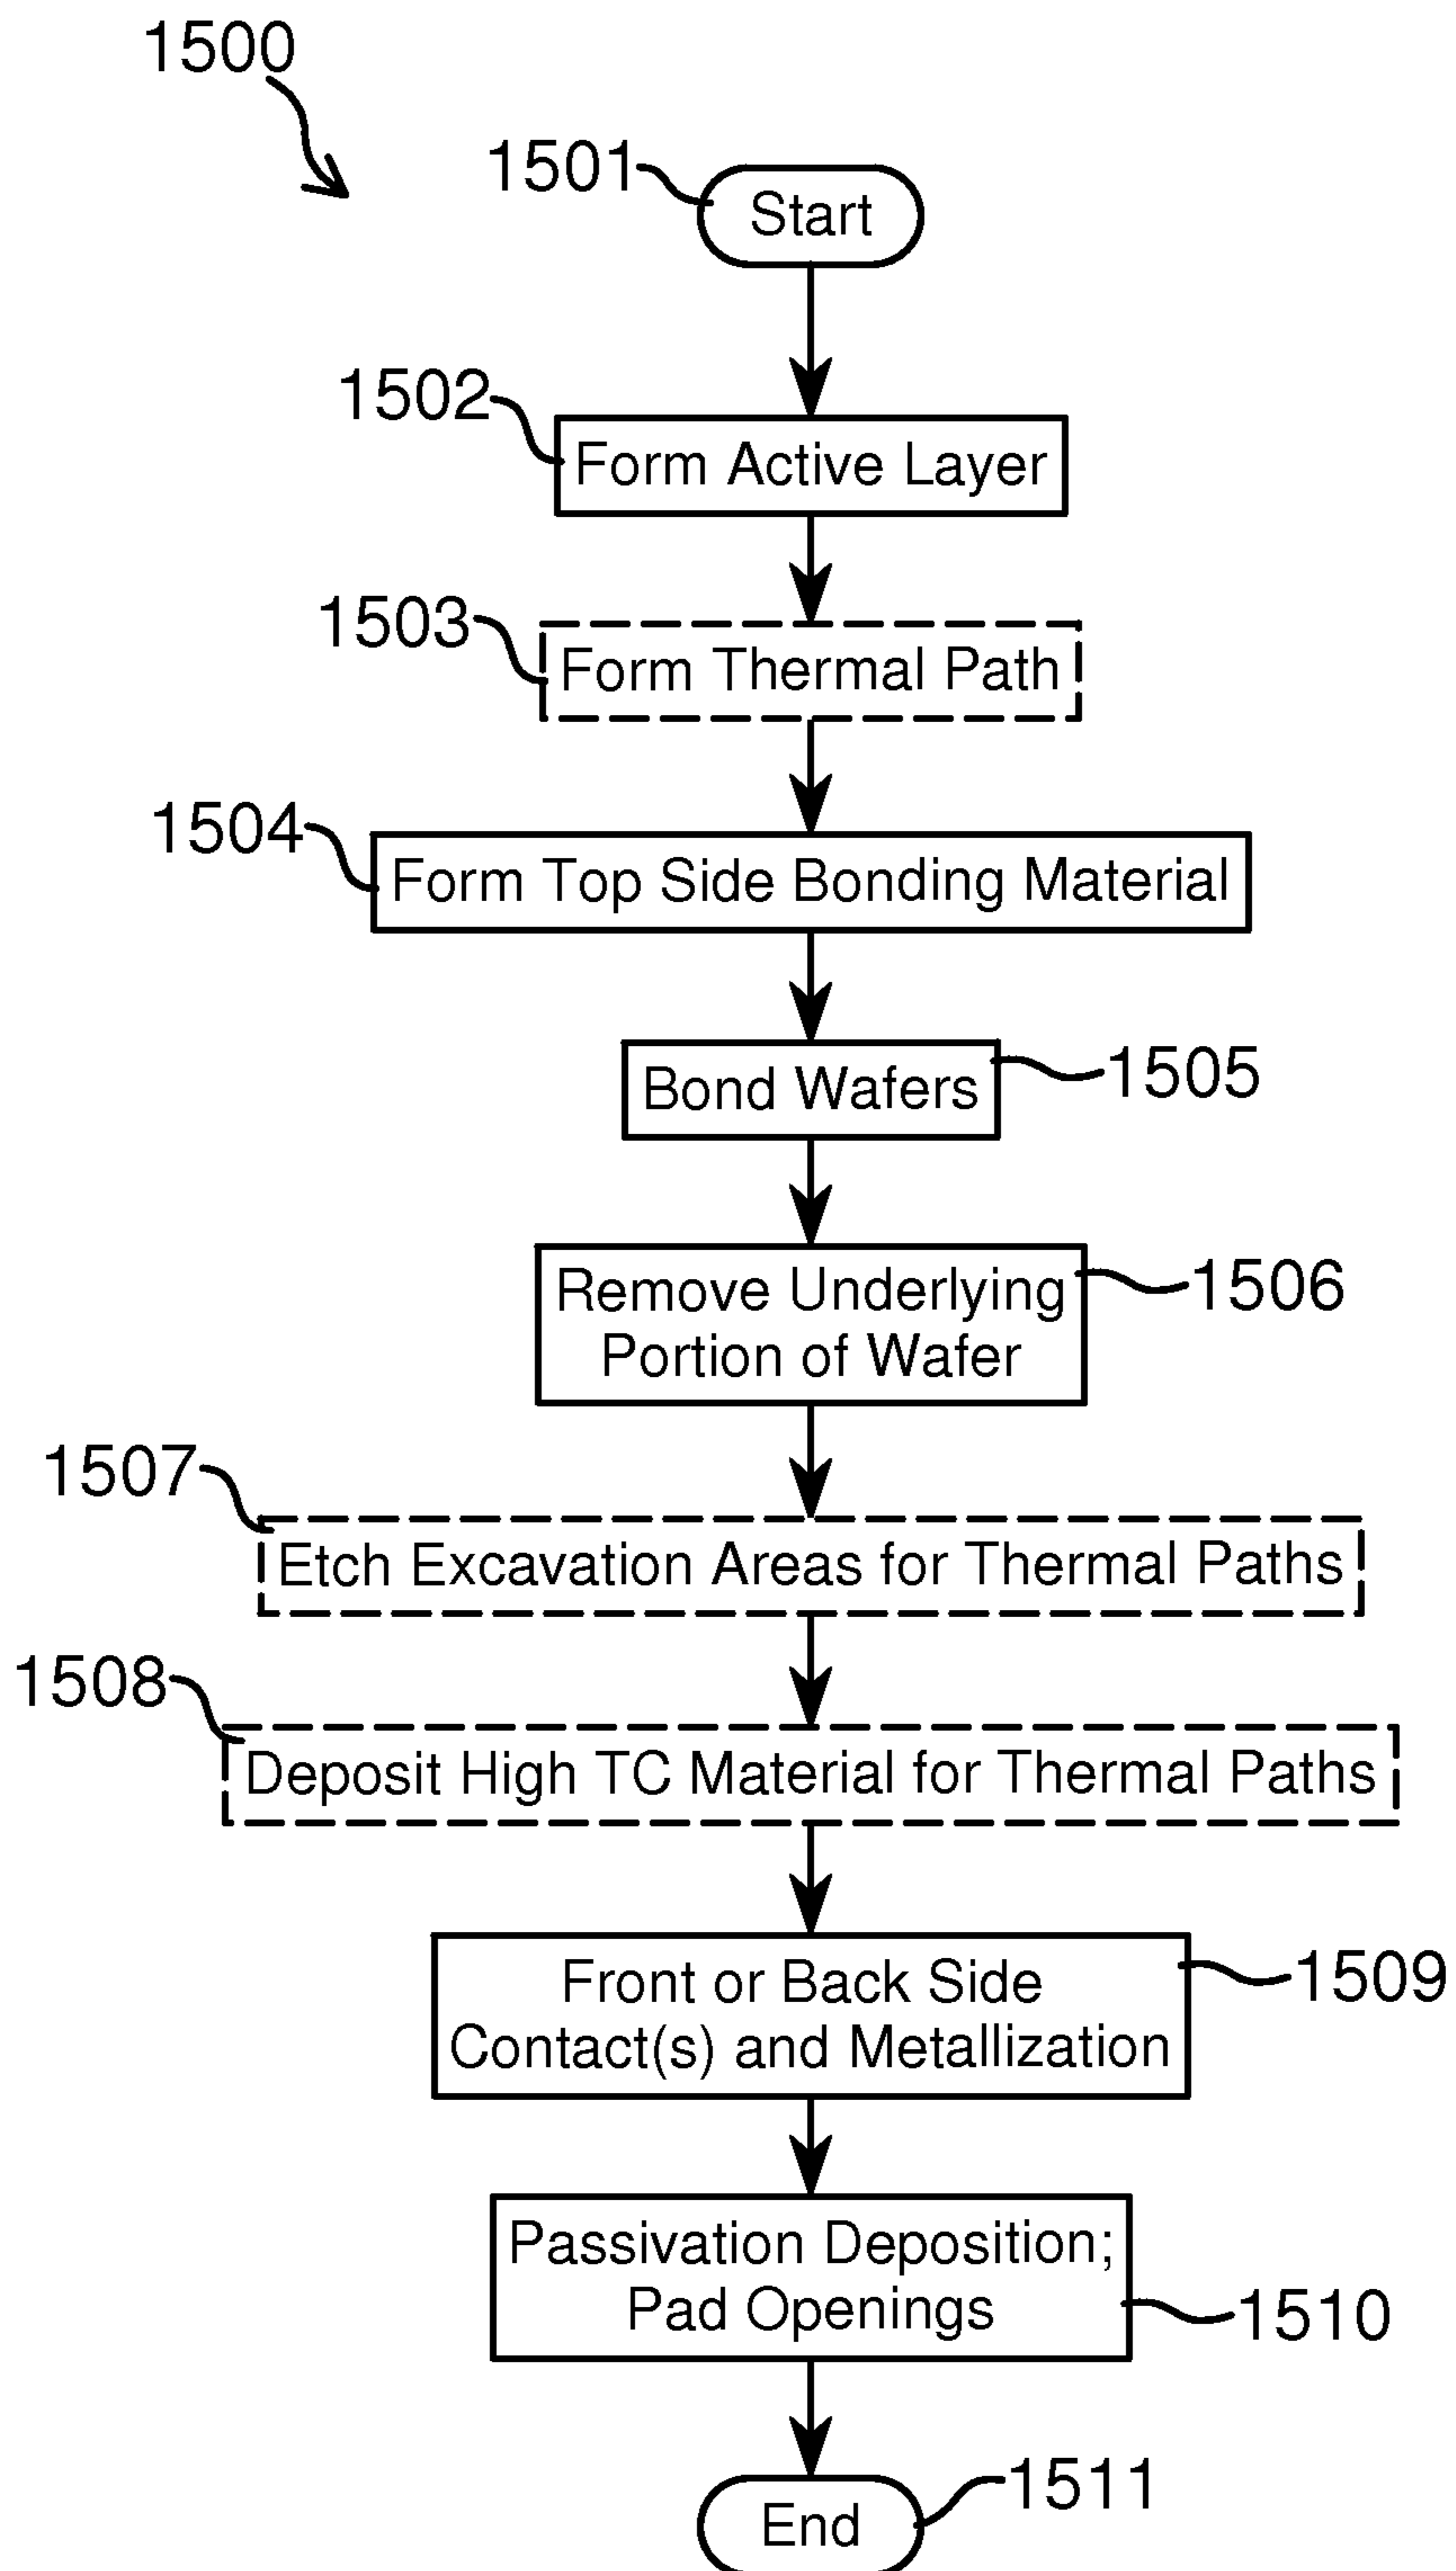 1500
1501
Start
1502
Form Active Layer
1503
Form Thermal Path
1504
Form Top Side Bonding Material
Bond Wafers
1505
Remove Underlying
Portion of Wafer
1506
1507
Etch Excavation Areas for Thermal Paths
1508
Deposit High TC Material for Thermal Paths
Front or Back Side
Contact(s) and Metallization
1509
Passivation Deposition;
Pad Openings
1510
1511
End